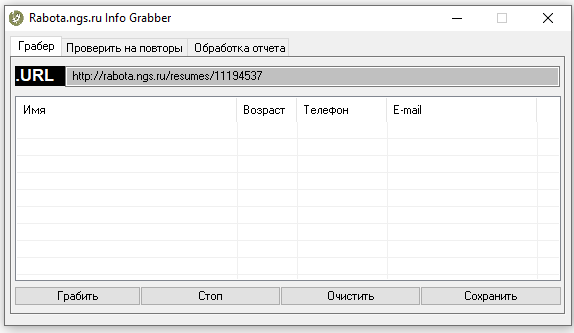 Rabota.ngs.ru Info Grabber
Грабер Проверить на повторы Обработка отчета
.URL http://rabota.ngs.ru/resumes/11194537
Имя Возраст Телефон E-mail
Грабить Стоп Очистить Сохранить